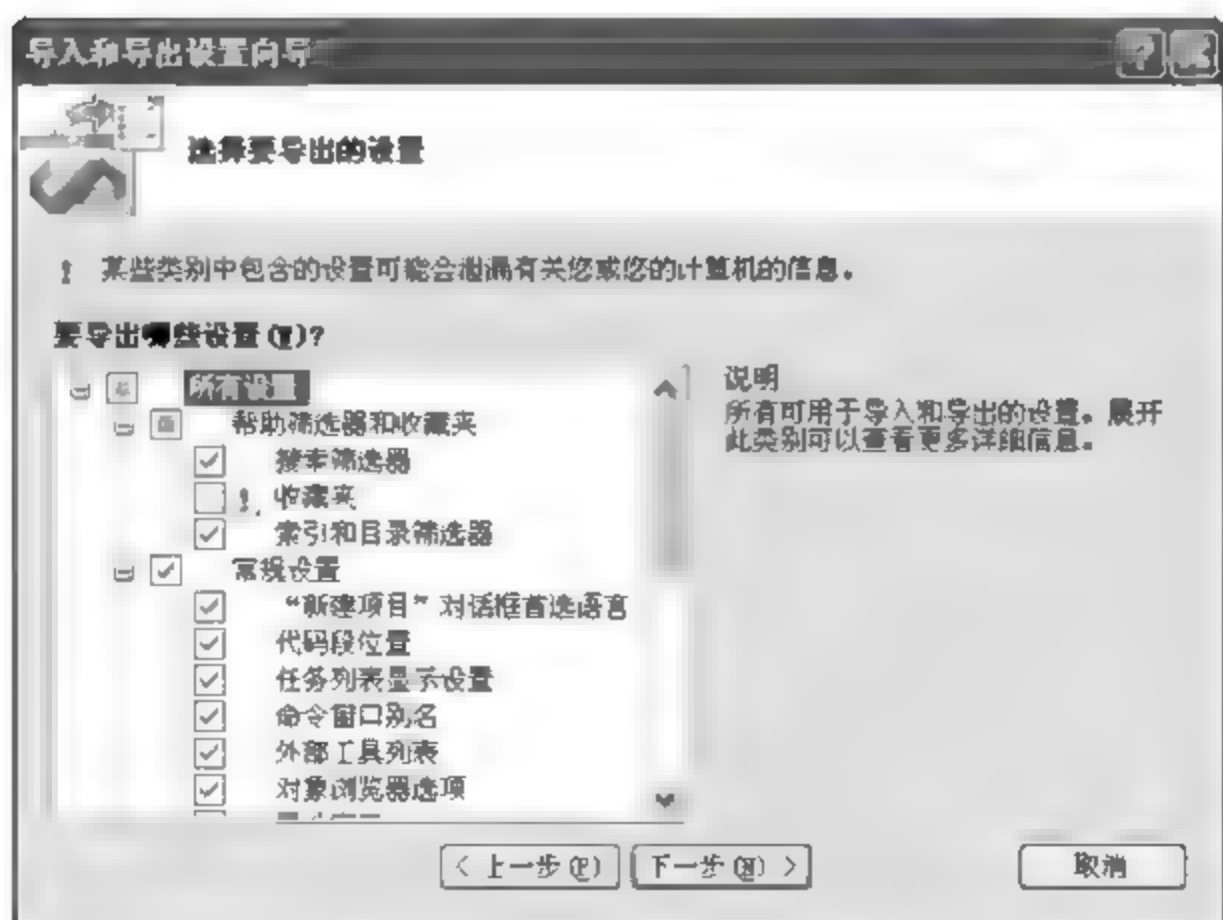 导入和导出设置向导
选择要导出的设置
! 某些类别中包含的设置可能会泄漏有关您或您的计算机的信息。
要导出哪些设置(Y)?
所有设置
帮助筛选器和收藏夹
搜索筛选器
! 收藏夹
索引和目录筛选器
常规设置
“新建项目”对话框首选语言
代码段位置
任务列表显示设置
命令窗口别名
外部工具列表
对象浏览器选项
说明
所有可用于导入和导出的设置。展开
此类别可以查看更多详细信息。
< 上一步(P)
下一步(N) >
取消